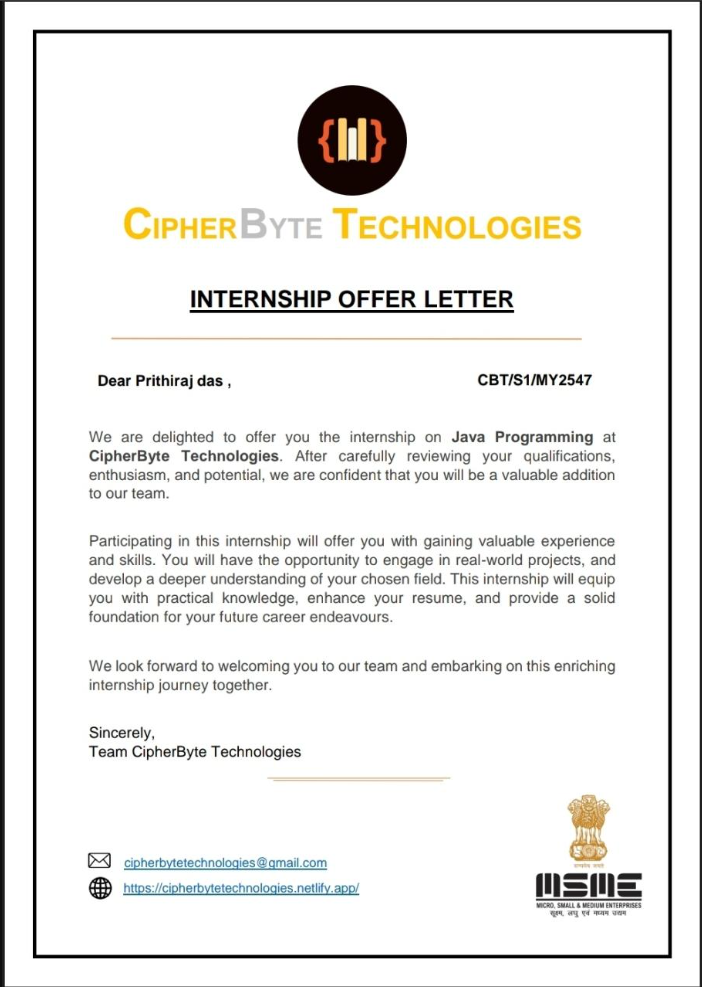 CIPHERBYTE TECHNOLOGIES
INTERNSHIP OFFER LETTER
Dear Prithiraj das , CBT/S1/MY2547
We are delighted to offer you the internship on Java Programming at
CipherByte Technologies. After carefully reviewing your qualifications,
enthusiasm, and potential, we are confident that you will be a valuable addition
to our team.
Participating in this internship will offer you with gaining valuable experience
and skills. You will have the opportunity to engage in real-world projects, and
develop a deeper understanding of your chosen field. This internship will equip
you with practical knowledge, enhance your resume, and provide a solid
foundation for your future career endeavours.
We look forward to welcoming you to our team and embarking on this enriching
internship journey together.
Sincerely,
Team CipherByte Technologies
cipherbytetechnologies@gmail.com
https://cipherbytetechnologies.netlify.app/
सत्यमेव जयते
MSME
MICRO, SMALL & MEDIUM ENTERPRISES
सूक्ष्म, लघु एवं मध्यम उद्यम